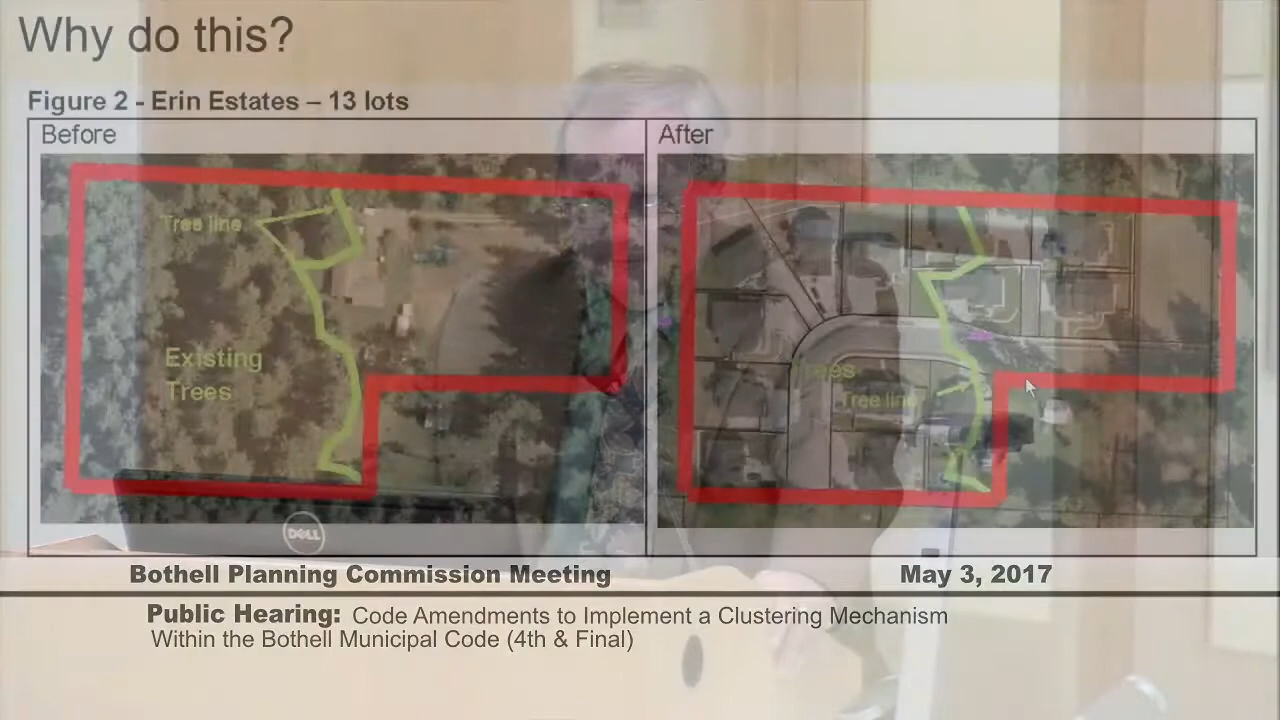 Why do this?
Figure 2 - Erin Estates – 13 lots
Before
After
Tree line
Existing
Trees
Trees
Tree line
DELL
Bothell Planning Commission Meeting
May 3, 2017
Public Hearing: Code Amendments to Implement a Clustering Mechanism
Within the Bothell Municipal Code (4th & Final)